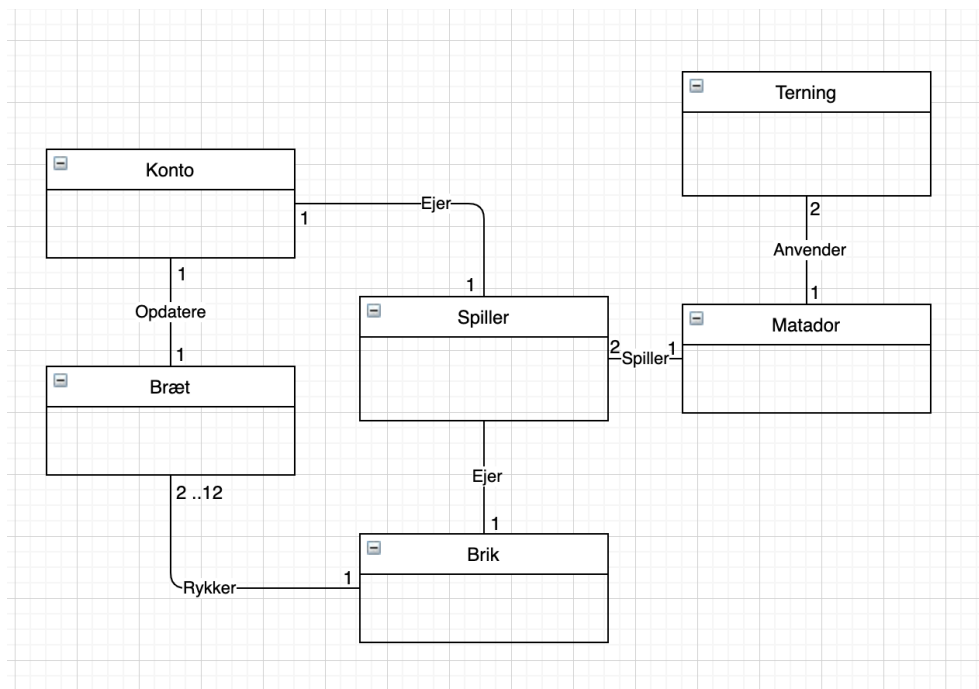 Terning
Konto
2
Ejer
1
Anvender
1
1
1
Opdatere
Spiller
Matador
1
2
Spiller
1
Bræt
Ejer
2 ..12
1
Brik
1
Rykker